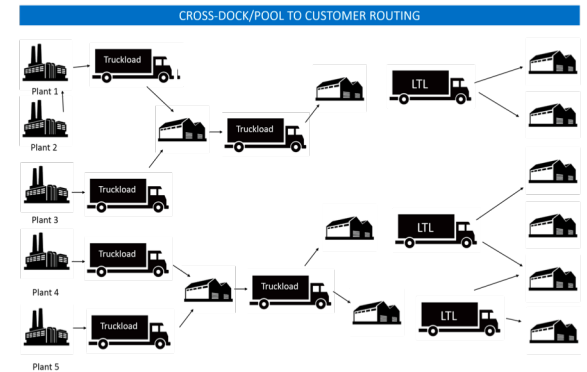 CROSS-DOCK/POOL TO CUSTOMER ROUTING
Truckload
LTL
Plant 1
Truckload
Plant 2
Truckload
Plant 3
LTL
Truckload
Truckload
Plant 4
Truckload
LTL
Plant 5